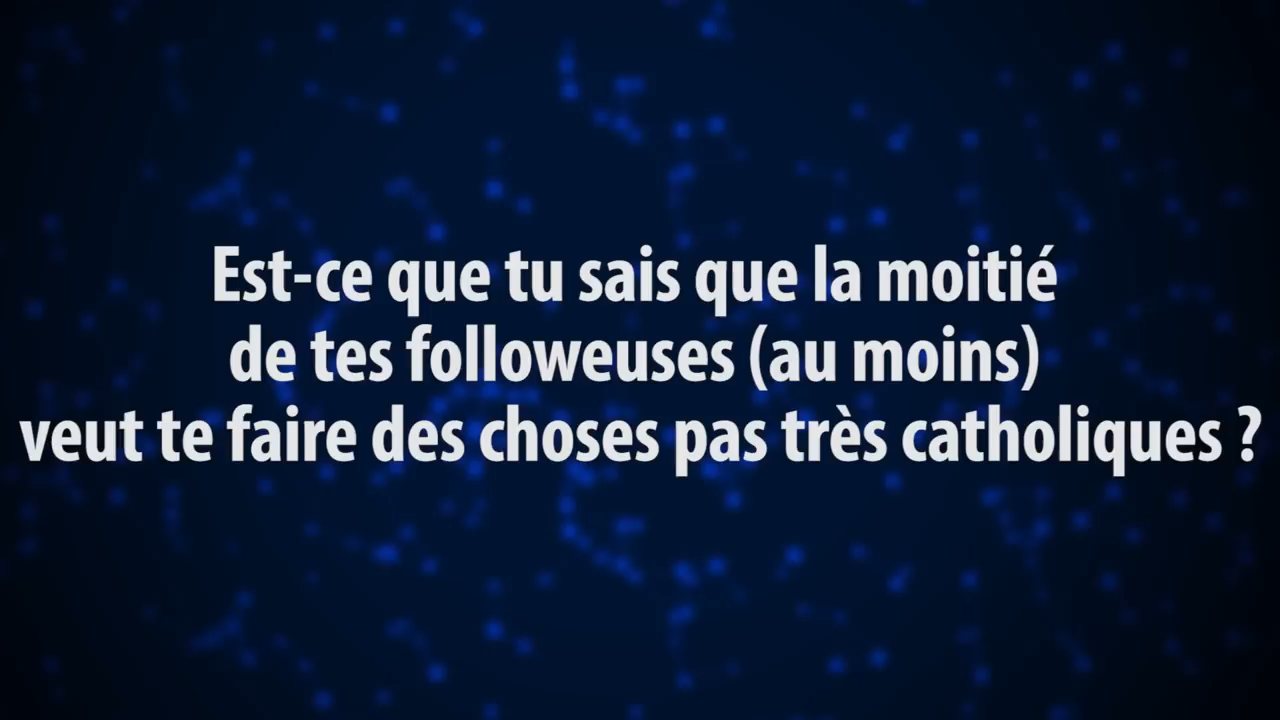 Est-ce que tu sais que la moitié
de tes followeuses (au moins)
veut te faire des choses pas très catholiques ?